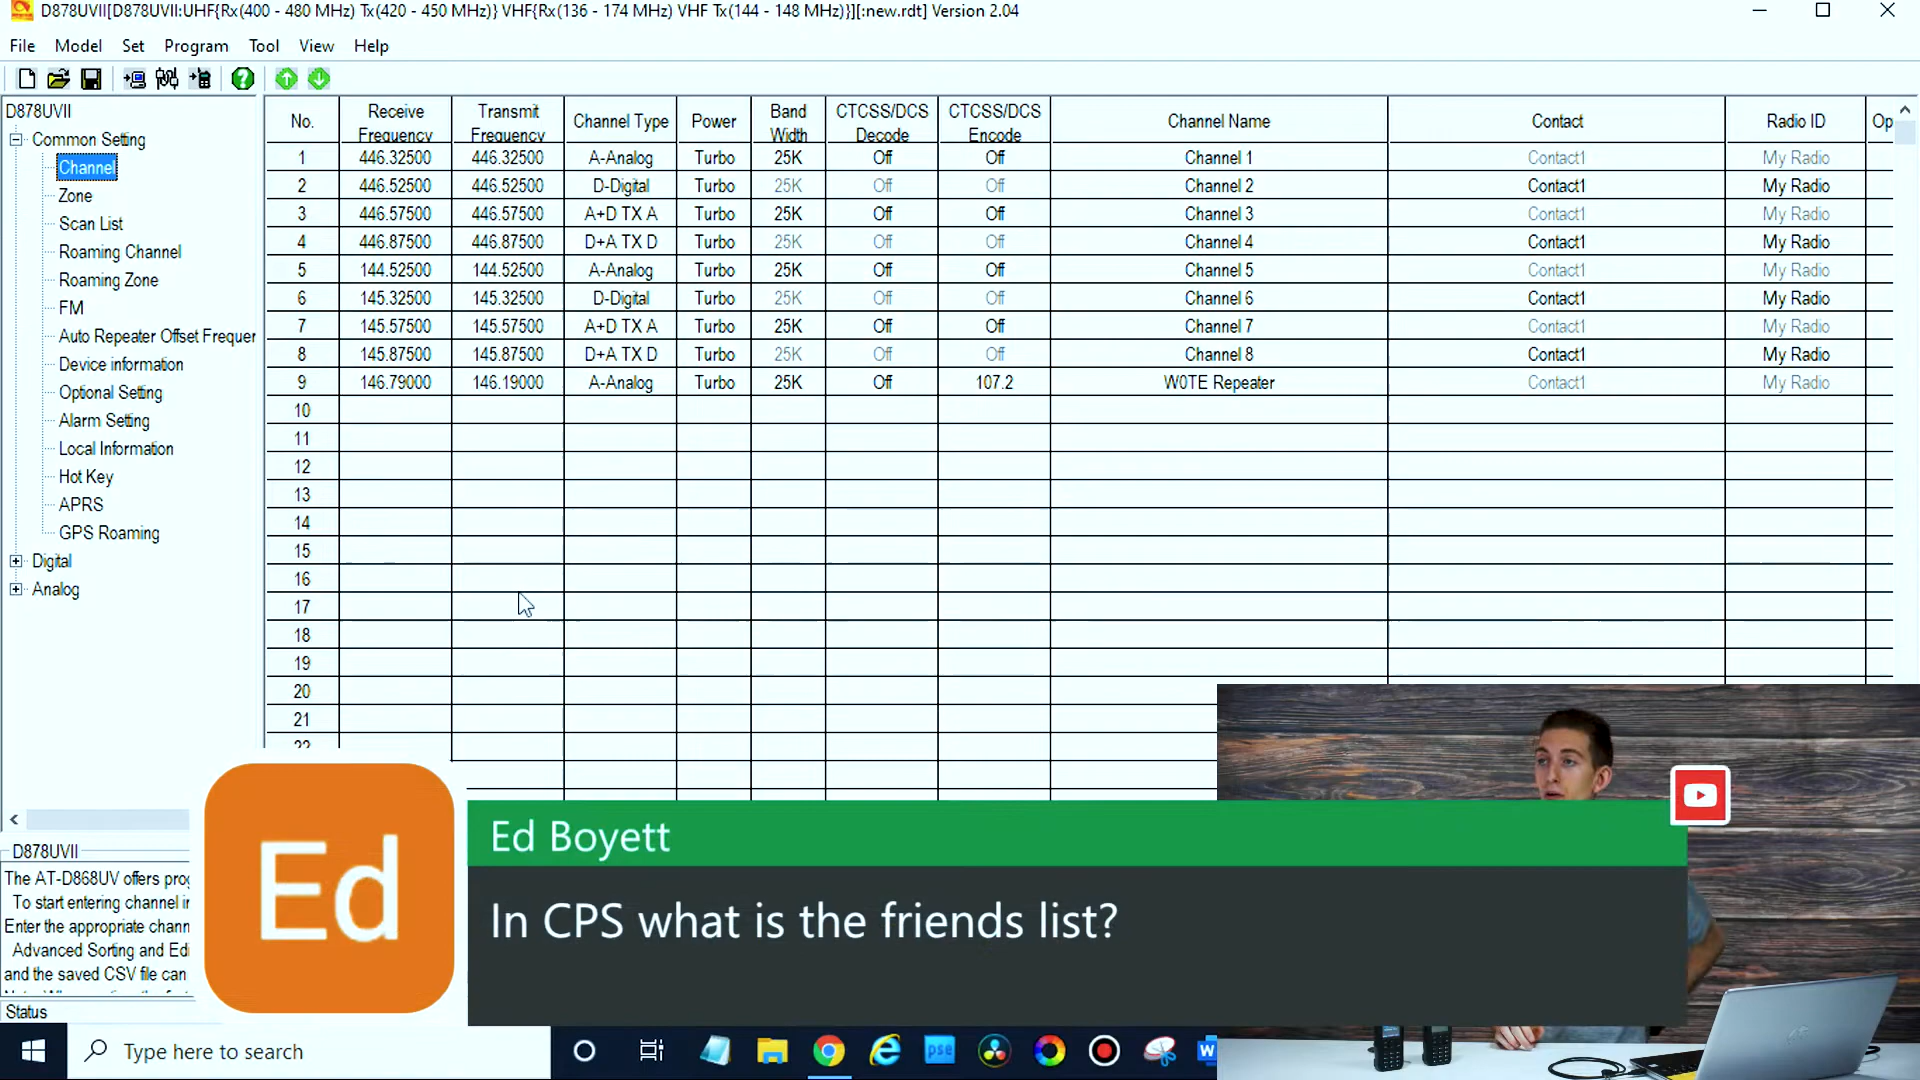 D878UVII[D878UVII:UHF{Rx(400 - 480 MHz) Tx(420 - 450 MHz)} VHF{Rx(136 - 174 MHz) VHF Tx(144 - 148 MHz)}][:new.rdt] Version 2.04
File Model Set Program Tool View Help
D878UVII
Common Setting
Channel
Zone
Scan List
Roaming Channel
Roaming Zone
FM
Auto Repeater Offset Frequer
Device information
Optional Setting
Alarm Setting
Local Information
Hot Key
APRS
GPS Roaming
Digital
Analog
No. Receive Frequency Transmit Frequency Channel Type Power Band Width CTCSS/DCS Decode CTCSS/DCS Encode Channel Name Contact Radio ID Op
1 446.32500 446.32500 A-Analog Turbo 25K Off Off Channel 1 Contact1 My Radio
2 446.52500 446.52500 D-Digital Turbo 25K Off Off Channel 2 Contact1 My Radio
3 446.57500 446.57500 A+D TX A Turbo 25K Off Off Channel 3 Contact1 My Radio
4 446.87500 446.87500 D+A TX D Turbo 25K Off Off Channel 4 Contact1 My Radio
5 144.52500 144.52500 A-Analog Turbo 25K Off Off Channel 5 Contact1 My Radio
6 145.32500 145.32500 D-Digital Turbo 25K Off Off Channel 6 Contact1 My Radio
7 145.57500 145.57500 A+D TX A Turbo 25K Off Off Channel 7 Contact1 My Radio
8 145.87500 145.87500 D+A TX D Turbo 25K Off Off Channel 8 Contact1 My Radio
9 146.79000 146.19000 A-Analog Turbo 25K Off 107.2 W0TE Repeater Contact1 My Radio
10
11
12
13
14
15
16
17
18
19
20
21
22
D878UVII
The AT-D868UV offers prog
To start entering channel ir
Enter the appropriate chann
Advanced Sorting and Edi
and the saved CSV file can
Status
Ed
Ed Boyett
In CPS what is the friends list?
Type here to search
pse
W